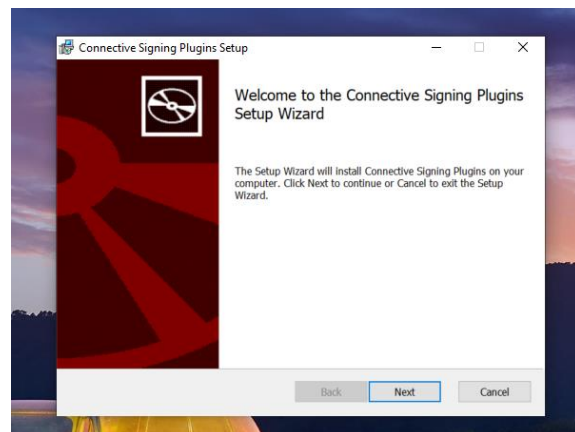 Connective Signing Plugins Setup
Welcome to the Connective Signing Plugins
Setup Wizard
The Setup Wizard will install Connective Signing Plugins on your
computer. Click Next to continue or Cancel to exit the Setup
Wizard.
Back Next Cancel